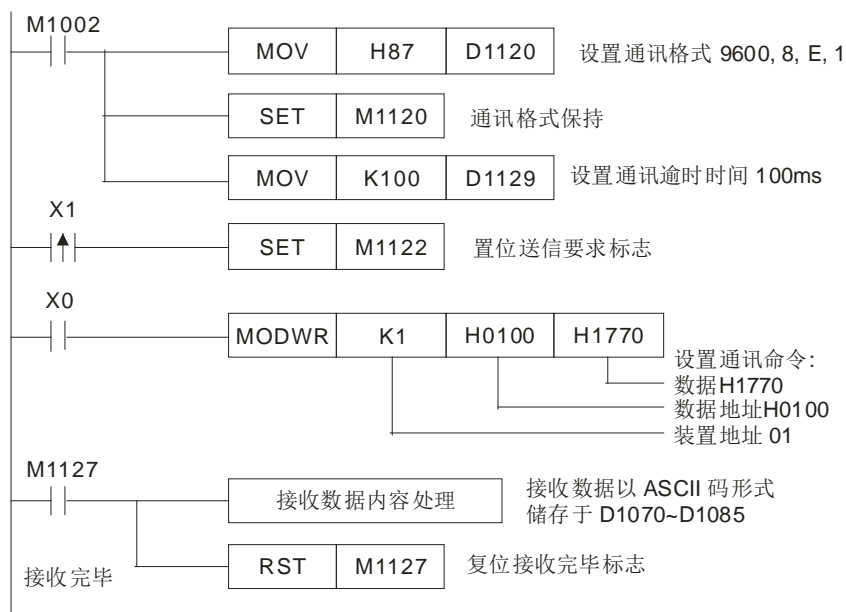 M1002
MOV H87 D1120 设置通讯格式 9600, 8, E, 1
SET M1120 通讯格式保持
MOV K100 D1129 设置通讯逾时时间 100ms
X1
SET M1122 置位送信要求标志
X0
MODWR K1 H0100 H1770
设置通讯命令:
数据H1770
数据地址H0100
装置地址 01
M1127
接收数据内容处理 接收数据以 ASCII 码形式
储存于 D1070~D1085
接收完毕 RST M1127 复位接收完毕标志